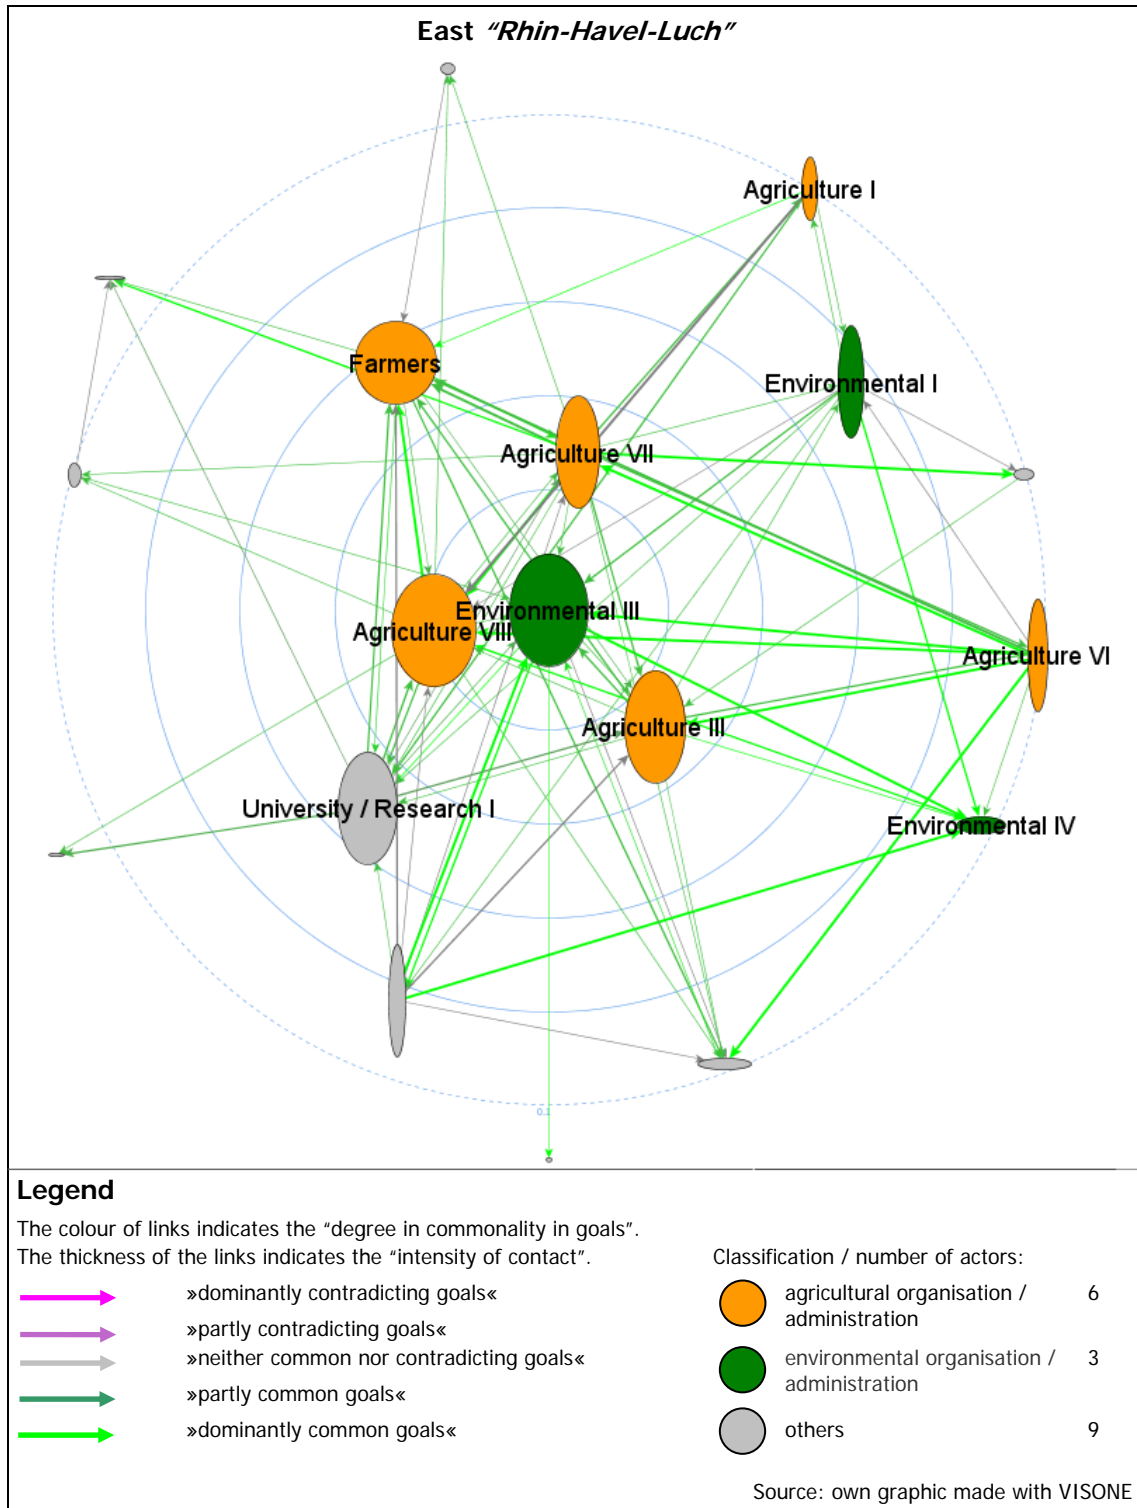 East "Rhin-Havel-Luch"
Agriculture I
Farmers
Environmental I
Agriculture VII
Environmental III
Agriculture VIII
Agriculture VI
Agriculture III
University / Research I
Environmental IV
0.1
Legend
The colour of links indicates the "degree in commonality in goals".
The thickness of the links indicates the "intensity of contact".
Classification / number of actors:
»dominantly contradicting goals«
»partly contradicting goals«
»neither common nor contradicting goals«
»partly common goals«
»dominantly common goals«
agricultural organisation / 6
administration
environmental organisation / 3
administration
others 9
Source: own graphic made with VISONE